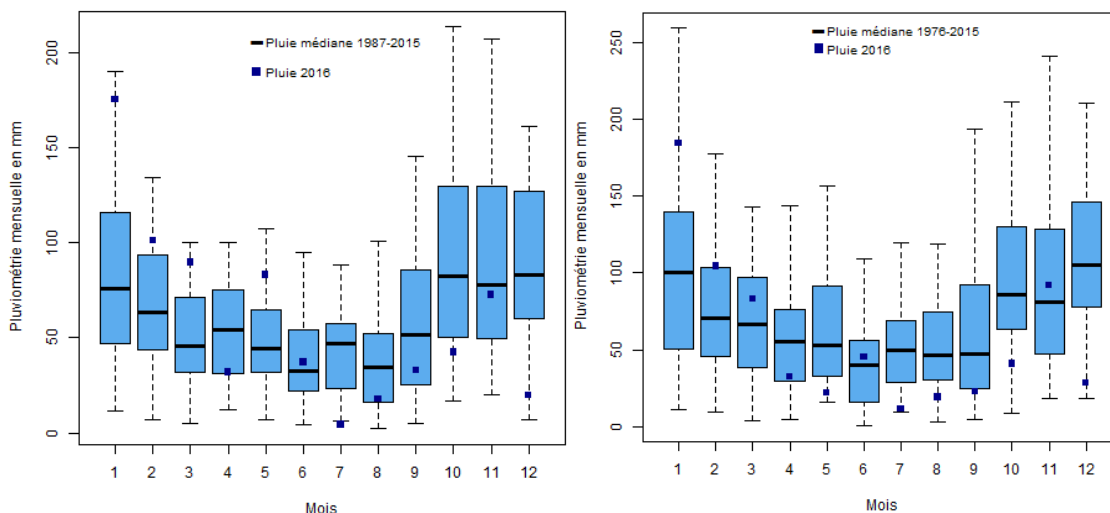 Pluie médiane 1987-2015
Pluie 2016
Pluviométrie mensuelle en mm
200
150
100
50
0
1 2 3 4 5 6 7 8 9 10 11 12
Mois
Pluie médiane 1976-2015
Pluie 2016
Pluviométrie mensuelle en mm
250
200
150
100
50
0
1 2 3 4 5 6 7 8 9 10 11 12
Mois